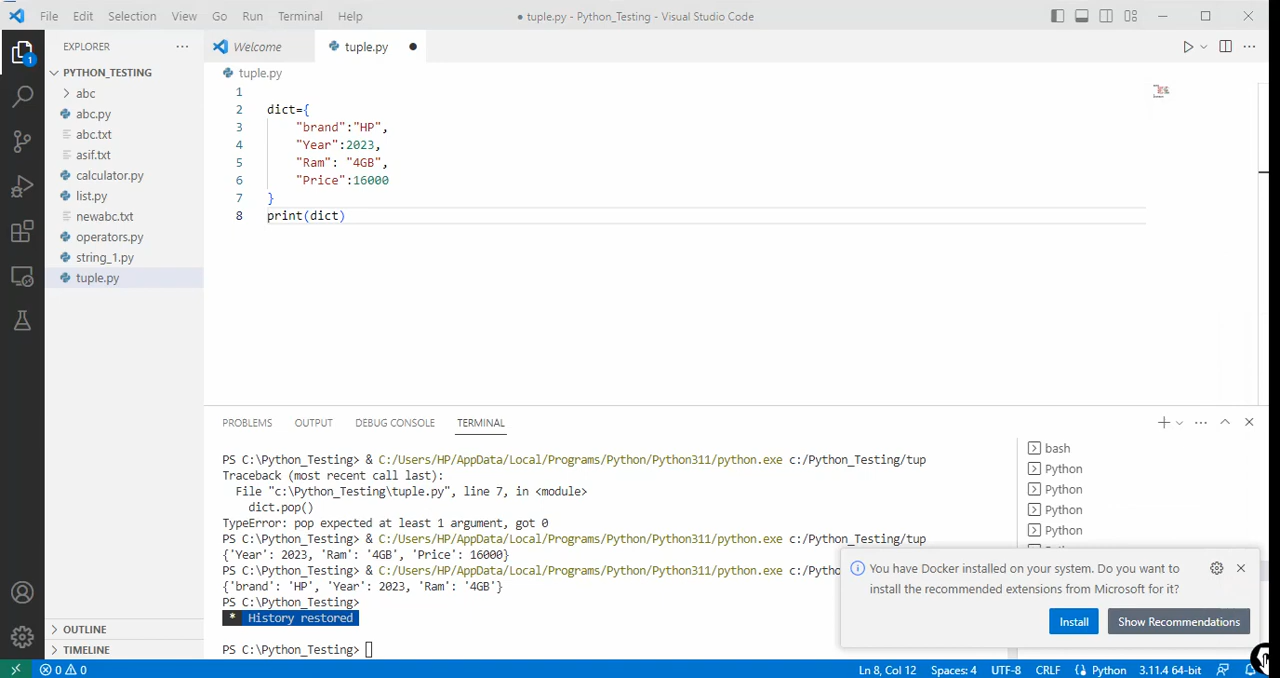 File Edit Selection View Go Run Terminal Help
● tuple.py - Python_Testing - Visual Studio Code
EXPLORER
Welcome
tuple.py
1
PYTHON_TESTING
abc
abc.py
abc.txt
asif.txt
calculator.py
list.py
newabc.txt
operators.py
string_1.py
tuple.py
OUTLINE
TIMELINE
tuple.py
1
2 dict={
3 "brand":"HP",
4 "Year":2023,
5 "Ram": "4GB",
6 "Price":16000
7 }
8 print(dict)
PROBLEMS OUTPUT DEBUG CONSOLE TERMINAL
PS C:\Python_Testing> & C:/Users/HP/AppData/Local/Programs/Python/Python311/python.exe c:/Python_Testing/tup
Traceback (most recent call last):
File "c:\Python_Testing\tuple.py", line 7, in <module>
dict.pop()
TypeError: pop expected at least 1 argument, got 0
PS C:\Python_Testing> & C:/Users/HP/AppData/Local/Programs/Python/Python311/python.exe c:/Python_Testing/tup
{'Year': 2023, 'Ram': '4GB', 'Price': 16000}
PS C:\Python_Testing> & C:/Users/HP/AppData/Local/Programs/Python/Python311/python.exe c:/Pytho
{'brand': 'HP', 'Year': 2023, 'Ram': '4GB'}
PS C:\Python_Testing>
* History restored
PS C:\Python_Testing>
bash
Python
Python
Python
Python
You have Docker installed on your system. Do you want to
install the recommended extensions from Microsoft for it?
Install Show Recommendations
0 0 Ln 8, Col 12 Spaces: 4 UTF-8 CRLF Python 3.11.4 64-bit